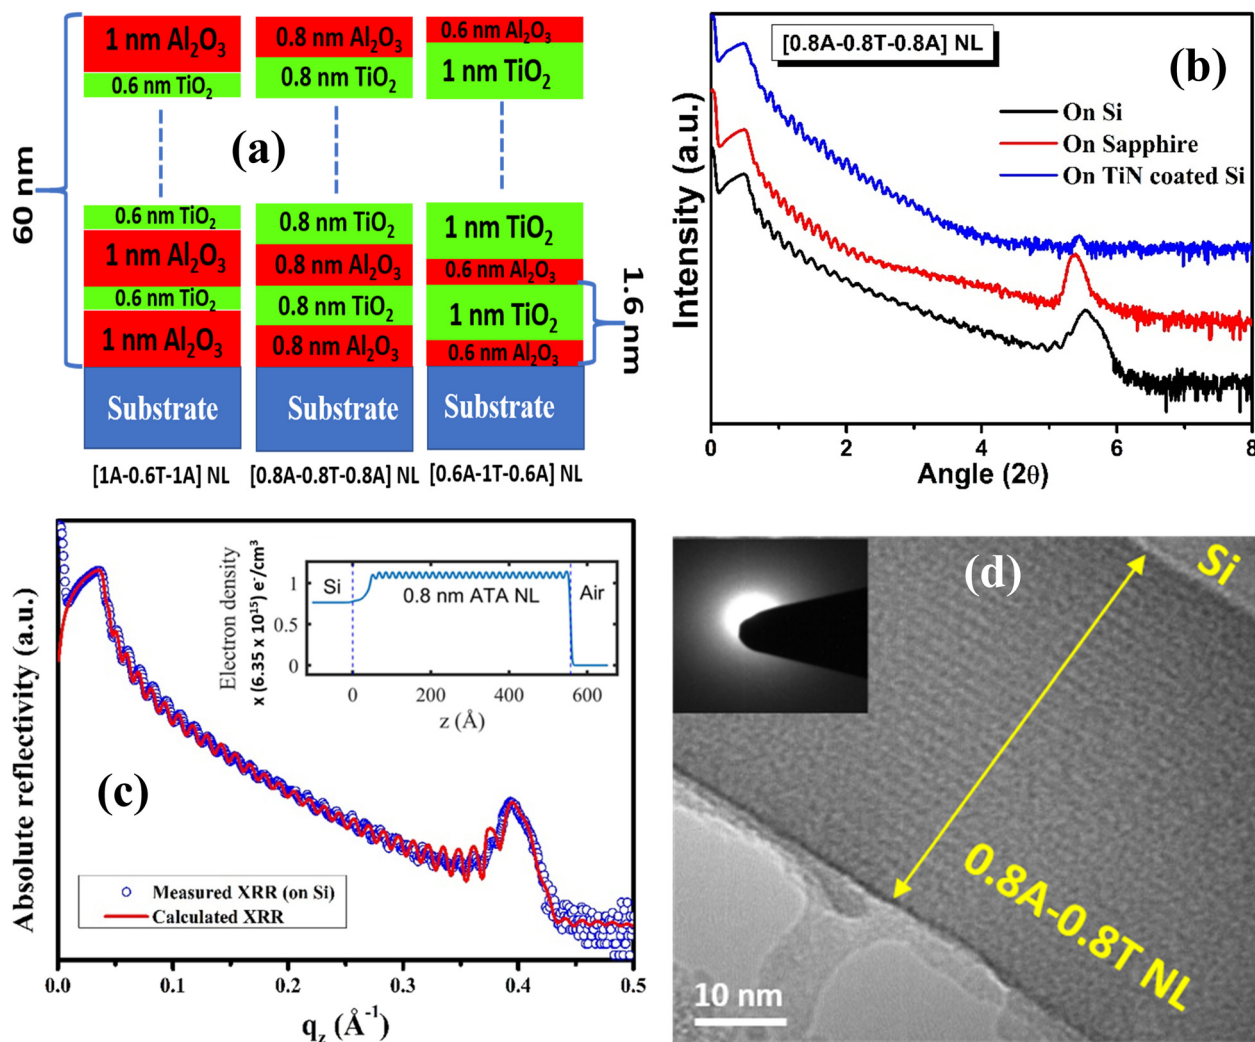 1 nm Al₂O₃
0.6 nm TiO₂
0.8 nm Al₂O₃
0.8 nm TiO₂
0.6 nm Al₂O₃
1 nm TiO₂
(a)
60 nm
0.6 nm TiO₂
1 nm Al₂O₃
0.6 nm TiO₂
1 nm Al₂O₃
Substrate
0.8 nm TiO₂
0.8 nm Al₂O₃
0.8 nm TiO₂
0.8 nm Al₂O₃
Substrate
1 nm TiO₂
0.6 nm Al₂O₃
1 nm TiO₂
0.6 nm Al₂O₃
Substrate
1.6 nm
[1A-0.6T-1A] NL
[0.8A-0.8T-0.8A] NL
[0.6A-1T-0.6A] NL
[0.8A-0.8T-0.8A] NL
(b)
On Si
On Sapphire
On TiN coated Si
Intensity (a.u.)
0 2 4 6 8
Angle (2θ)
Absolute reflectivity (a.u.)
Electron density
x (6.35 x 10¹⁵) e⁻/cm³
1
0.5
0
Si
0.8 nm ATA NL
Air
0 200 400 600
z (Å)
(c)
Measured XRR (on Si)
Calculated XRR
0.0 0.1 0.2 0.3 0.4 0.5
q_z (Å⁻¹)
(d)
Si
0.8A-0.8T NL
10 nm